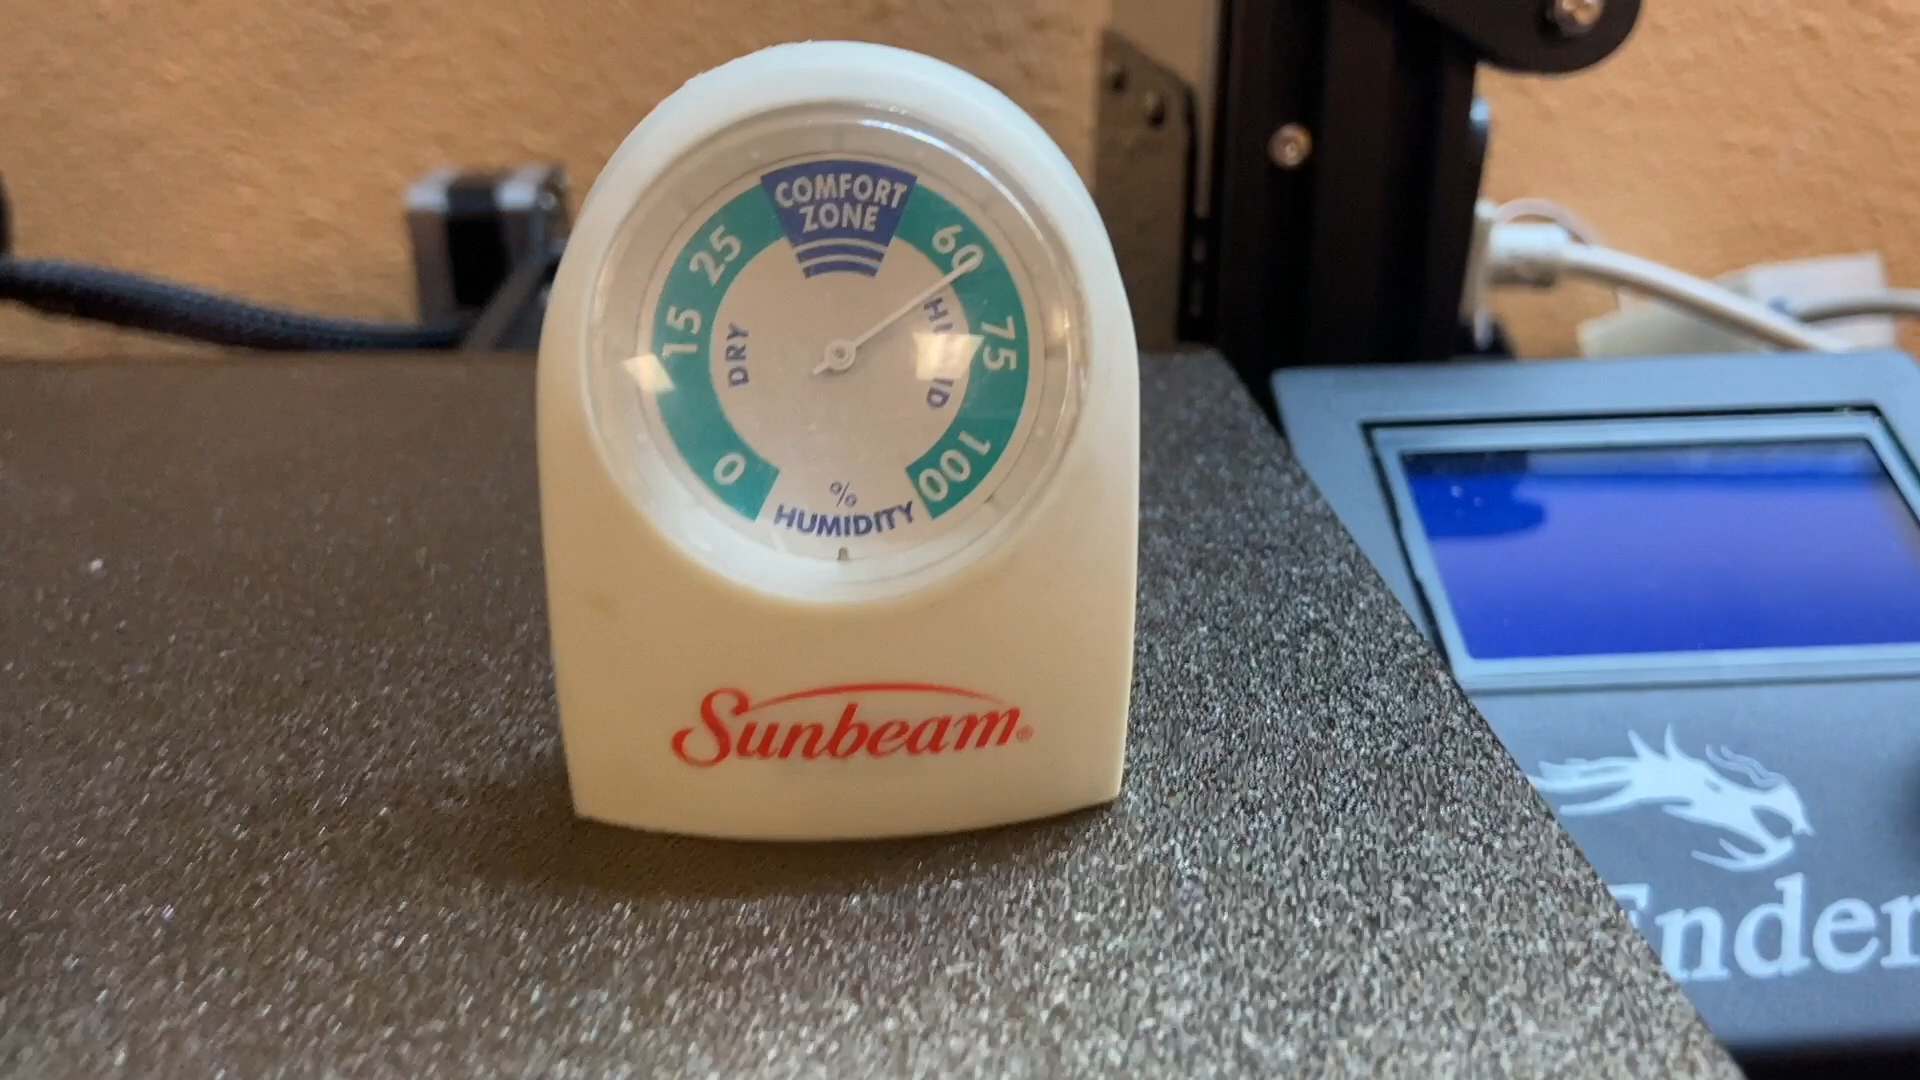 COMFORT
ZONE
0
15
25
60
75
100
DRY
HUMID
%
HUMIDITY
Sunbeam®
Ender